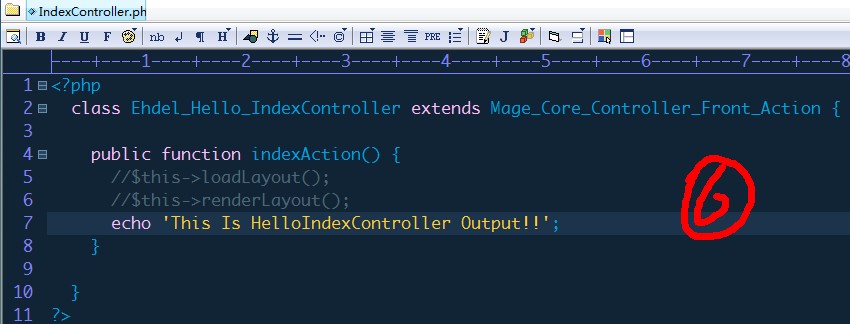 IndexController.ph
B I U F nb ↲ ¶ H PRE J
----+----1----+----2----+----3----+----4----+----5----+----6----+----7----+----8
1 <?php
2 class Ehdel_Hello_IndexController extends Mage_Core_Controller_Front_Action {
3
4 public function indexAction() {
5 //$this->loadLayout();
6 //$this->renderLayout();
7 echo 'This Is HelloIndexController Output!!';
8 }
9
10 }
11 ?>
6